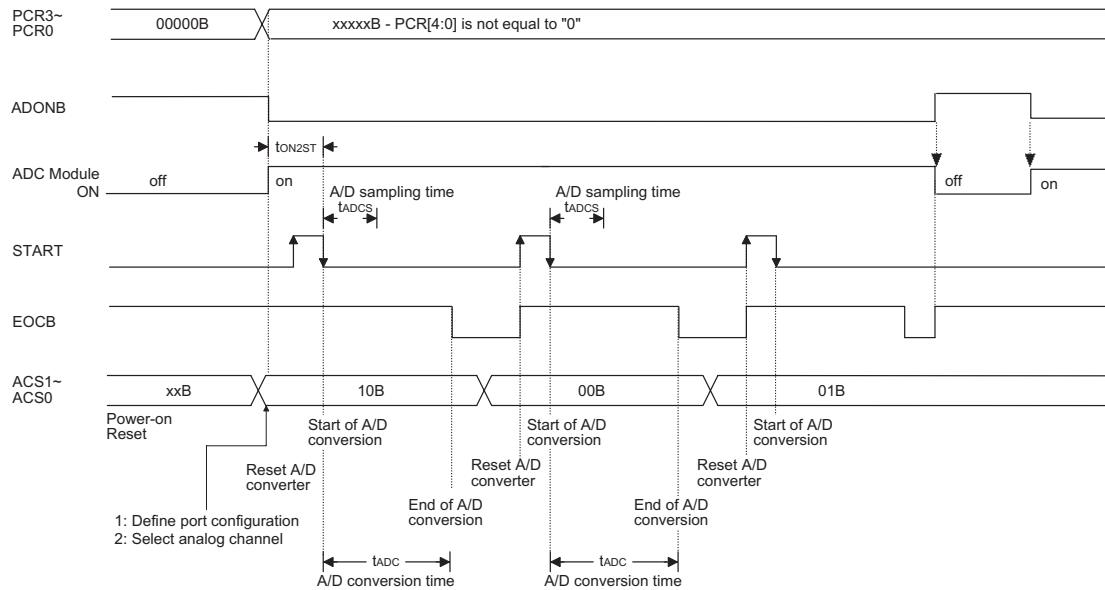 PCR3~
PCR0
00000B
xxxxxB - PCR[4:0] is not equal to "0"
ADONB
tON2ST
ADC Module
ON
off
on
off
on
A/D sampling time
tADCS
A/D sampling time
tADCS
START
EOCB
ACS1~
ACS0
xxB
10B
00B
01B
Power-on
Reset
Start of A/D
conversion
Start of A/D
conversion
Start of A/D
conversion
Reset A/D
converter
Reset A/D
converter
Reset A/D
converter
End of A/D
conversion
End of A/D
conversion
1: Define port configuration
2: Select analog channel
tADC
A/D conversion time
tADC
A/D conversion time